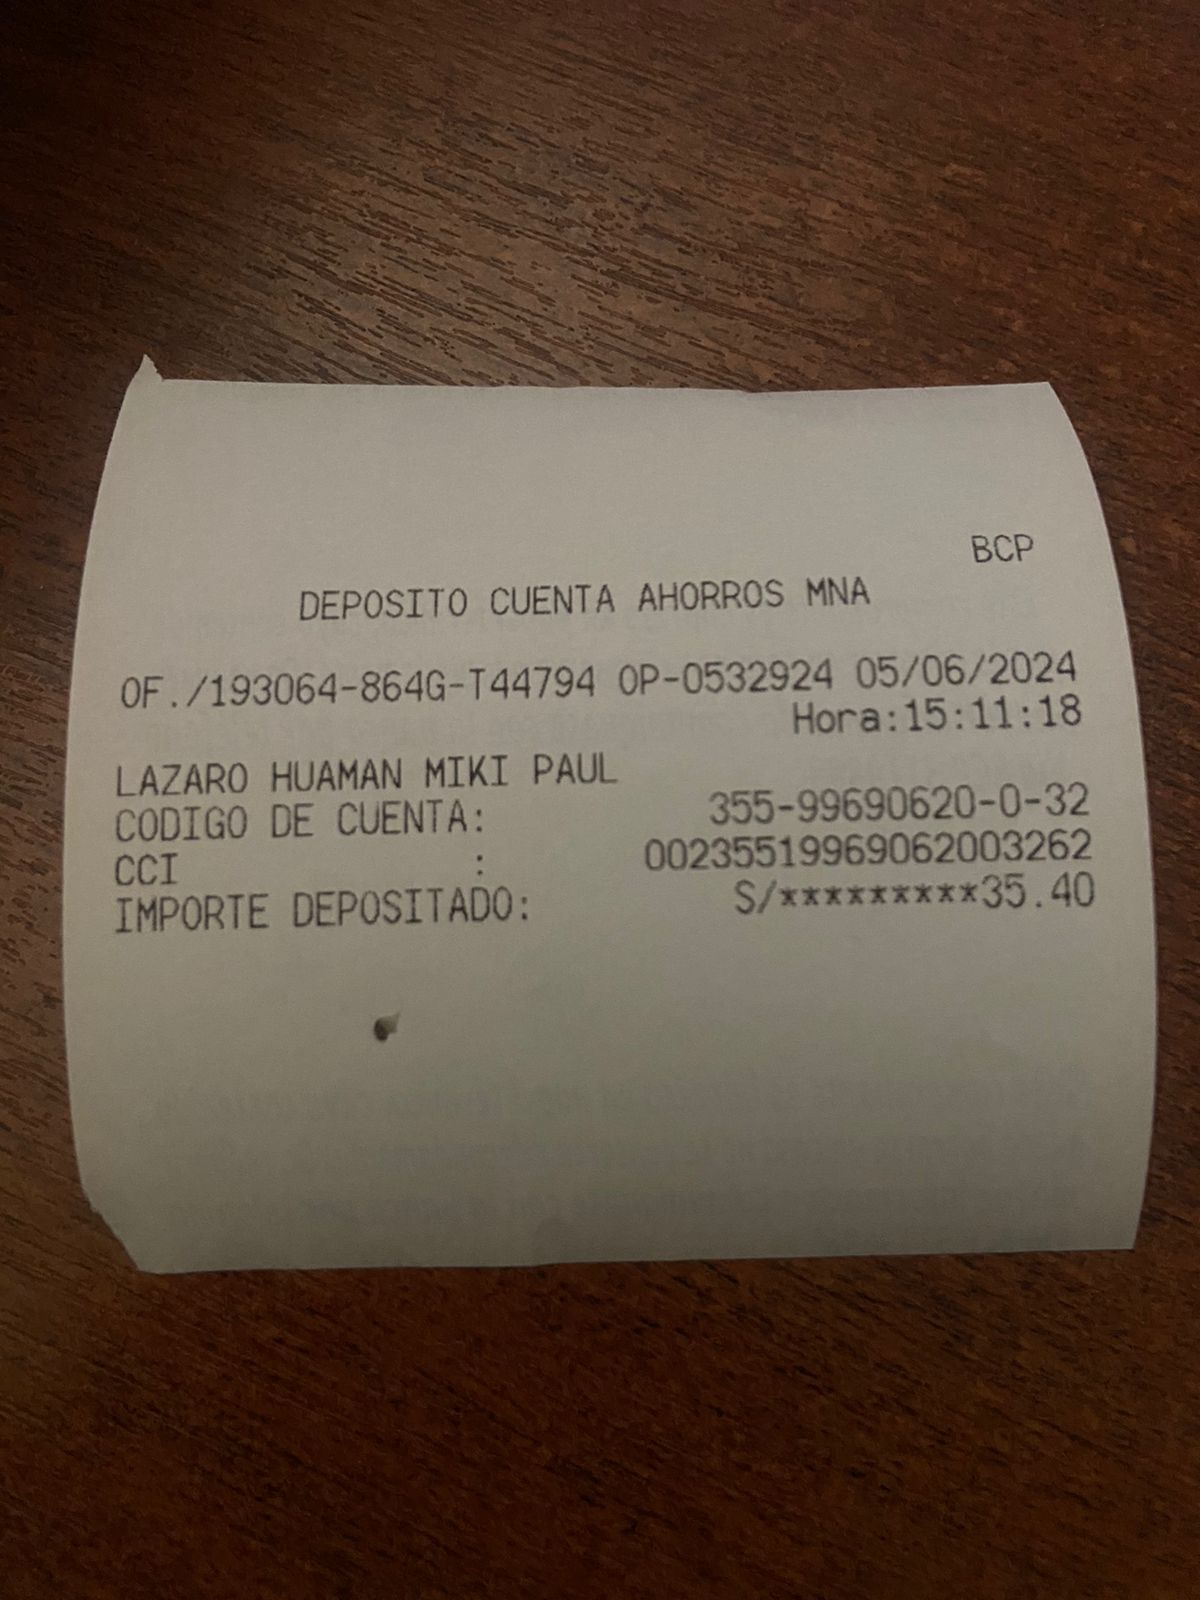 BCP
DEPOSITO CUENTA AHORROS MNA
OF./193064-864G-T44794 OP-0532924 05/06/2024
Hora:15:11:18
LAZARO HUAMAN MIKI PAUL
CODIGO DE CUENTA: 355-99690620-0-32
CCI : 00235519969062003262
IMPORTE DEPOSITADO: S/*********35.40